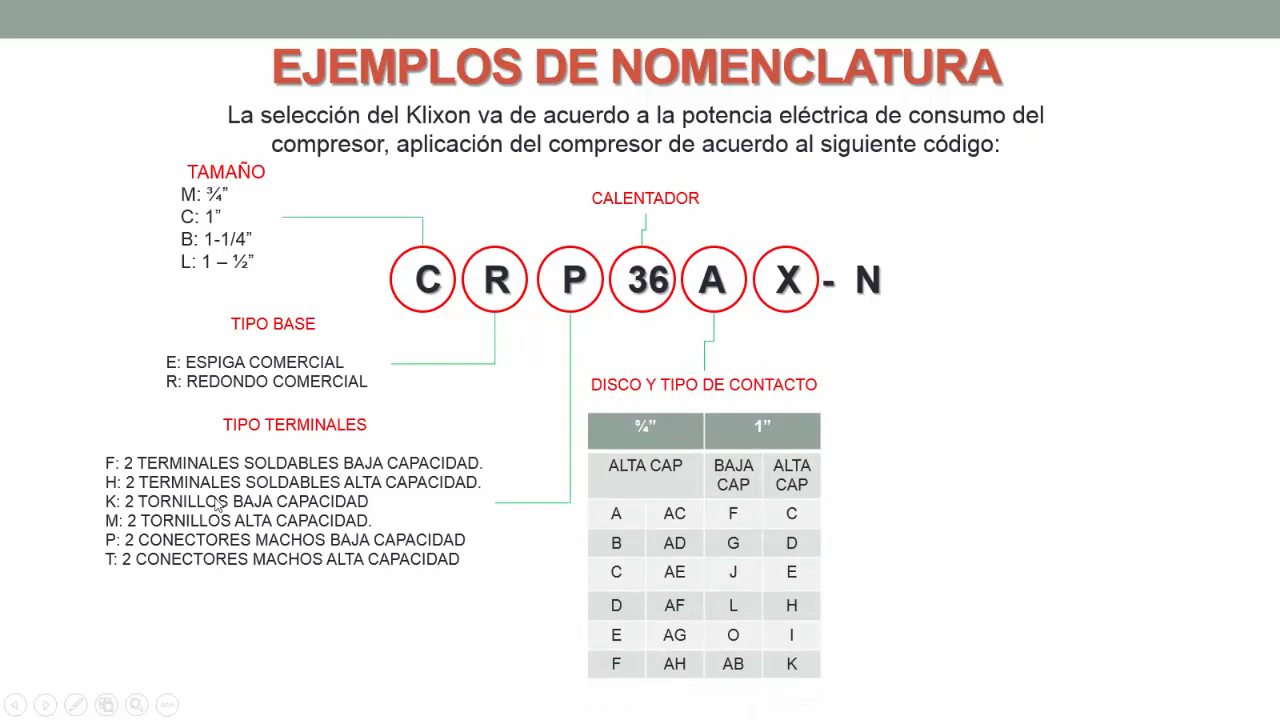 EJEMPLOS DE NOMENCLATURA
La selección del Klixon va de acuerdo a la potencia eléctrica de consumo del
compresor, aplicación del compresor de acuerdo al siguiente código:
TAMAÑO
M: ¾”
C: 1”
B: 1-1/4”
L: 1 – ½”
CALENTADOR
C R P 36 A X - N
TIPO BASE
E: ESPIGA COMERCIAL
R: REDONDO COMERCIAL
TIPO TERMINALES
F: 2 TERMINALES SOLDABLES BAJA CAPACIDAD.
H: 2 TERMINALES SOLDABLES ALTA CAPACIDAD.
K: 2 TORNILLOS BAJA CAPACIDAD
M: 2 TORNILLOS ALTA CAPACIDAD.
P: 2 CONECTORES MACHOS BAJA CAPACIDAD
T: 2 CONECTORES MACHOS ALTA CAPACIDAD
DISCO Y TIPO DE CONTACTO
¾” 1”
ALTA CAP BAJA CAP ALTA CAP
A AC F C
B AD G D
C AE J E
D AF L H
E AG O I
F AH AB K